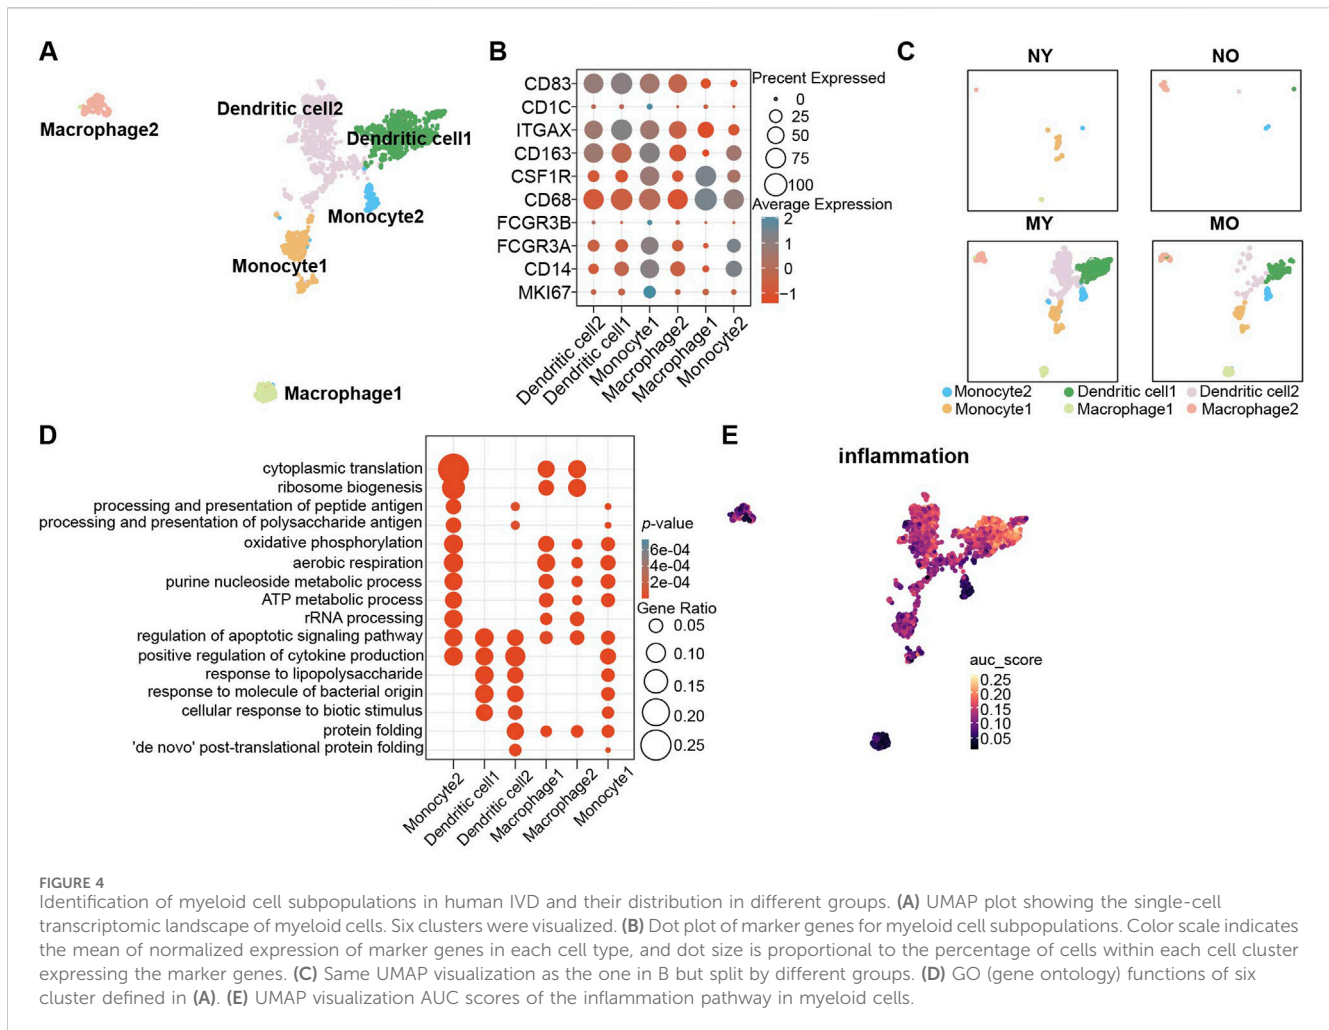 A
Macrophage2
Dendritic cell2
Dendritic cell1
Monocyte2
Monocyte1
Macrophage1
B
CD83
CD1C
ITGAX
CD163
CSF1R
CD68
FCGR3B
FCGR3A
CD14
MKI67
Dendritic cell2
Dendritic cell1
Monocyte1
Macrophage2
Macrophage1
Monocyte2
Precent Expressed
0
25
50
75
100
Average Expression
2
1
0
−1
C
NY
NO
MY
MO
Monocyte2
Dendritic cell1
Dendritic cell2
Monocyte1
Macrophage1
Macrophage2
D
cytoplasmic translation
ribosome biogenesis
processing and presentation of peptide antigen
processing and presentation of polysaccharide antigen
oxidative phosphorylation
aerobic respiration
purine nucleoside metabolic process
ATP metabolic process
rRNA processing
regulation of apoptotic signaling pathway
positive regulation of cytokine production
response to lipopolysaccharide
response to molecule of bacterial origin
cellular response to biotic stimulus
protein folding
'de novo' post-translational protein folding
Monocyte2
Dendritic cell1
Dendritic cell2
Macrophage1
Macrophage2
Monocyte1
p-value
6e-04
4e-04
2e-04
Gene Ratio
0.05
0.10
0.15
0.20
0.25
E
inflammation
auc_score
0.25
0.20
0.15
0.10
0.05
FIGURE 4
Identification of myeloid cell subpopulations in human IVD and their distribution in different groups. (A) UMAP plot showing the single-cell
transcriptomic landscape of myeloid cells. Six clusters were visualized. (B) Dot plot of marker genes for myeloid cell subpopulations. Color scale indicates
the mean of normalized expression of marker genes in each cell type, and dot size is proportional to the percentage of cells within each cell cluster
expressing the marker genes. (C) Same UMAP visualization as the one in B but split by different groups. (D) GO (gene ontology) functions of six
cluster defined in (A). (E) UMAP visualization AUC scores of the inflammation pathway in myeloid cells.